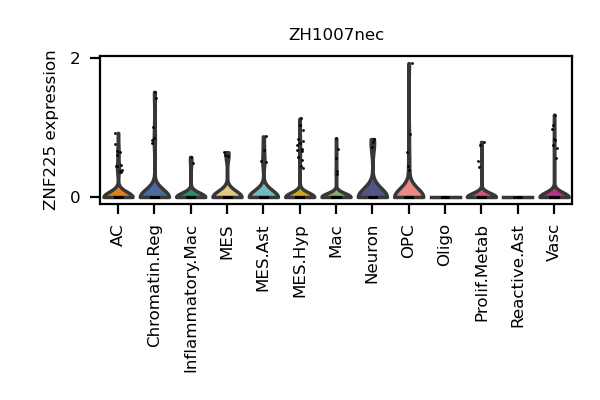 ZH1007nec
ZNF225 expression
2
0
AC
Chromatin.Reg
Inflammatory.Mac
MES
MES.Ast
MES.Hyp
Mac
Neuron
OPC
Oligo
Prolif.Metab
Reactive.Ast
Vasc